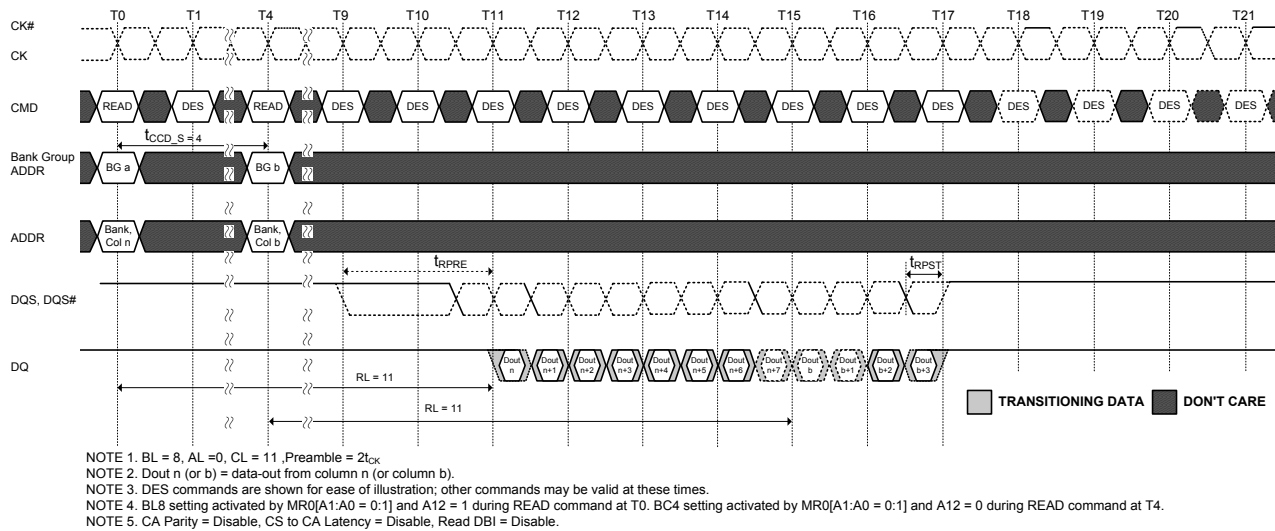 T0 T1 T4 T9 T10 T11 T12 T13 T14 T15 T16 T17 T18 T19 T20 T21
CK#
CK
CMD READ DES READ DES DES DES DES DES DES DES DES DES DES DES DES DES
tCCD_S = 4
Bank Group
ADDR
BG a BG b
ADDR
Bank,
Col n
Bank,
Col b
tRPRE tRPST
DQS, DQS#
DQ
Dout
n
Dout
n+1
Dout
n+2
Dout
n+3
Dout
n+4
Dout
n+5
Dout
n+6
Dout
n+7
Dout
b
Dout
b+1
Dout
b+2
Dout
b+3
RL = 11
RL = 11
TRANSITIONING DATA DON'T CARE
NOTE 1. BL = 8, AL =0, CL = 11 ,Preamble = 2tCK
NOTE 2. Dout n (or b) = data-out from column n (or column b).
NOTE 3. DES commands are shown for ease of illustration; other commands may be valid at these times.
NOTE 4. BL8 setting activated by MR0[A1:A0 = 0:1] and A12 = 1 during READ command at T0. BC4 setting activated by MR0[A1:A0 = 0:1] and A12 = 0 during READ command at T4.
NOTE 5. CA Parity = Disable, CS to CA Latency = Disable, Read DBI = Disable.